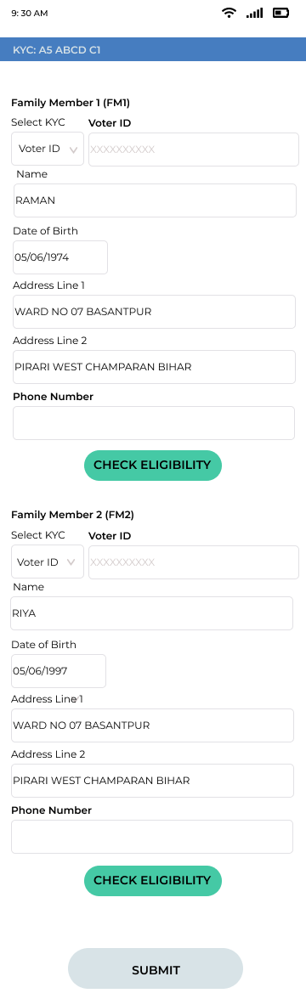 9: 30 AM
KYC: A5 ABCD C1
Family Member 1 (FM1)
Select KYC Voter ID
Voter ID XXXXXXXXXX
Name
RAMAN
Date of Birth
05/06/1974
Address Line 1
WARD NO 07 BASANTPUR
Address Line 2
PIRARI WEST CHAMPARAN BIHAR
Phone Number
CHECK ELIGIBILITY
Family Member 2 (FM2)
Select KYC Voter ID
Voter ID XXXXXXXXXX
Name
RIYA
Date of Birth
05/06/1997
Address Line 1
WARD NO 07 BASANTPUR
Address Line 2
PIRARI WEST CHAMPARAN BIHAR
Phone Number
CHECK ELIGIBILITY
SUBMIT